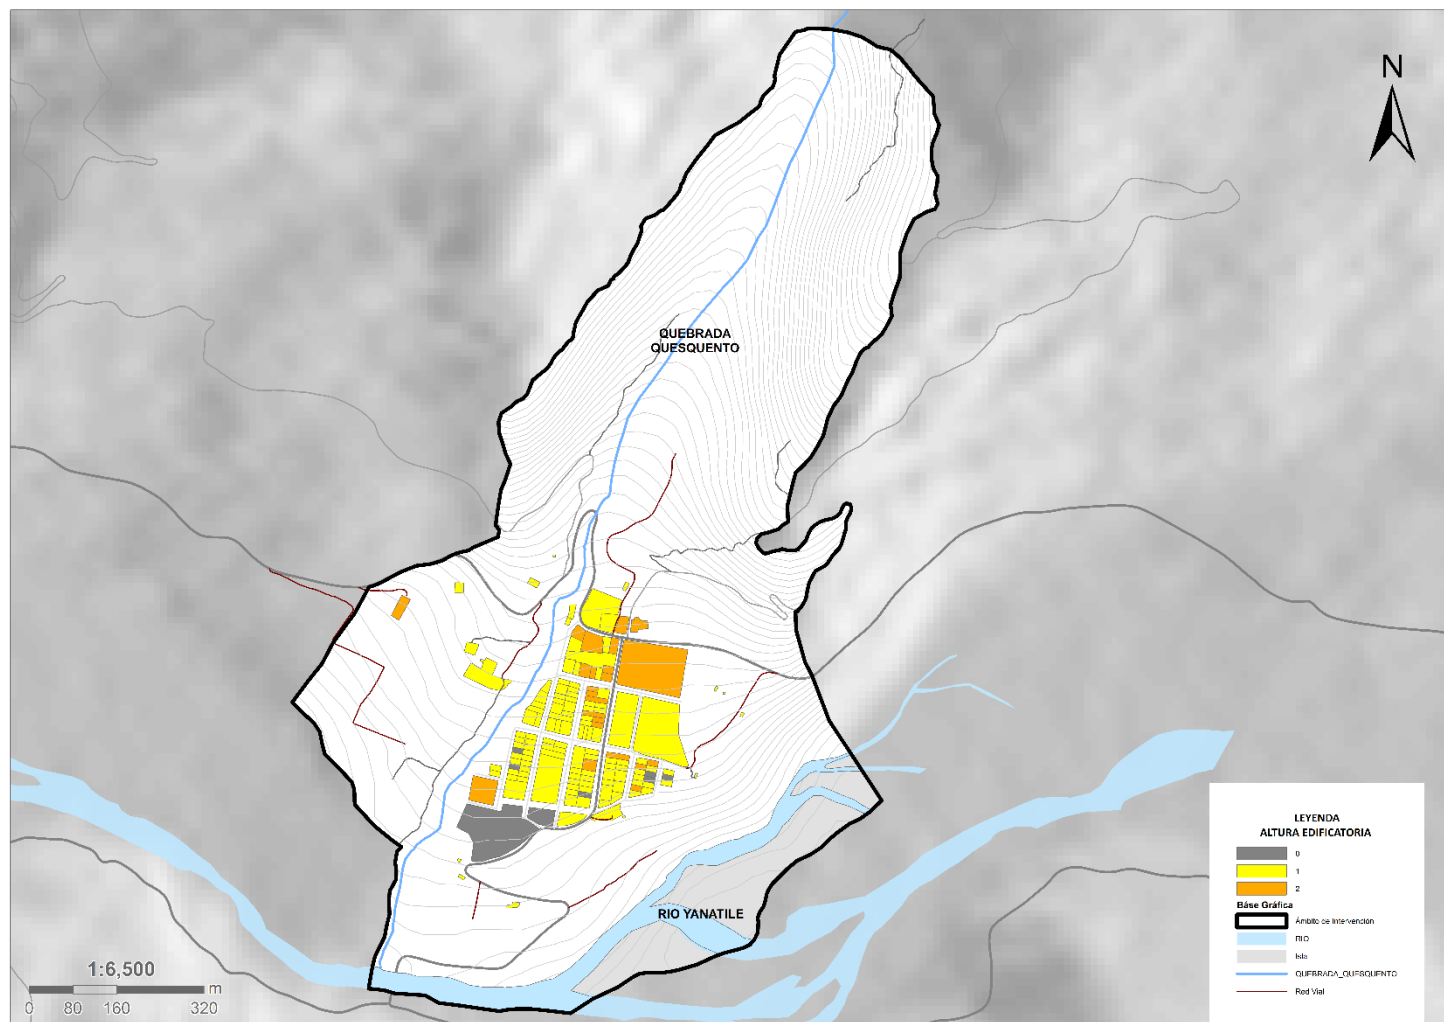 N
QUEBRADA
QUESQUENTO
RIO YANATILE
LEYENDA
ALTURA EDIFICATORIA
0
1
2
Báse Gráfica
Ámbito de Intervención
RIO
Isla
QUEBRADA_QUESQUENTO
Red Vial
1:6,500
m
0 80 160 320